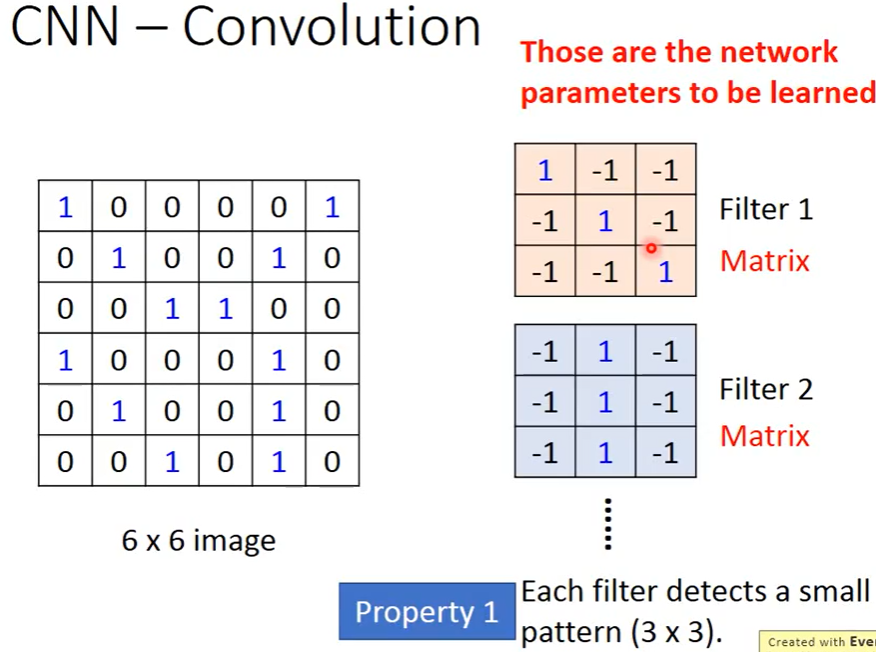 CNN – Convolution
Those are the network
parameters to be learned
1 0 0 0 0 1
0 1 0 0 1 0
0 0 1 1 0 0
1 0 0 0 1 0
0 1 0 0 1 0
0 0 1 0 1 0
6 x 6 image
1 -1 -1
-1 1 -1
-1 -1 1
Filter 1
Matrix
-1 1 -1
-1 1 -1
-1 1 -1
Filter 2
Matrix
Property 1
Each filter detects a small
pattern (3 x 3).
Created with